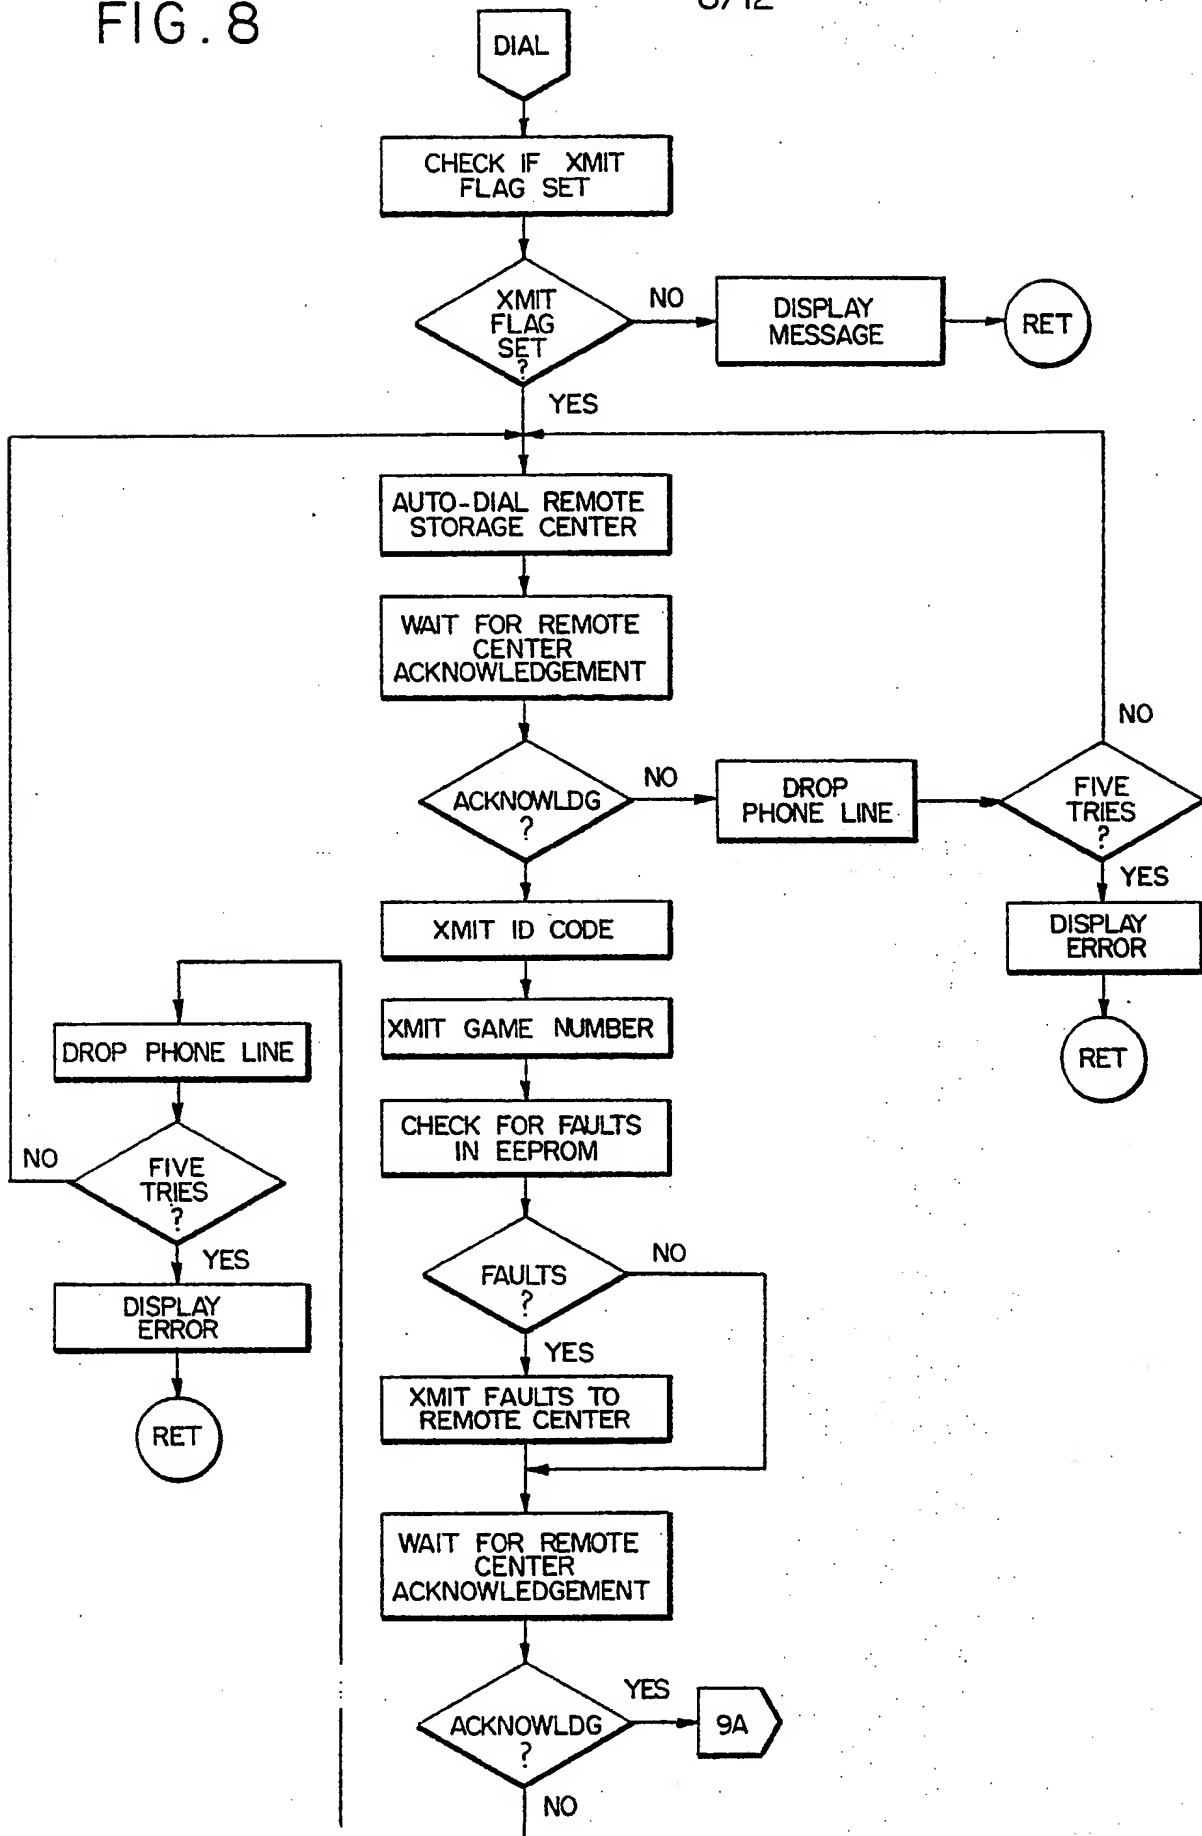 FIG. 8
8/12
DIAL
CHECK IF XMIT
FLAG SET
XMIT
FLAG
SET
?
NO
DISPLAY
MESSAGE
RET
YES
AUTO-DIAL REMOTE
STORAGE CENTER
WAIT FOR REMOTE
CENTER
ACKNOWLEDGEMENT
NO
ACKNOWLDG
?
NO
DROP
PHONE LINE
FIVE
TRIES
?
YES
DISPLAY
ERROR
RET
XMIT ID CODE
XMIT GAME NUMBER
DROP PHONE LINE
CHECK FOR FAULTS
IN EEPROM
NO
FIVE
TRIES
?
YES
DISPLAY
ERROR
RET
FAULTS
?
NO
YES
XMIT FAULTS TO
REMOTE CENTER
WAIT FOR REMOTE
CENTER
ACKNOWLEDGEMENT
ACKNOWLDG
?
YES
9A
NO